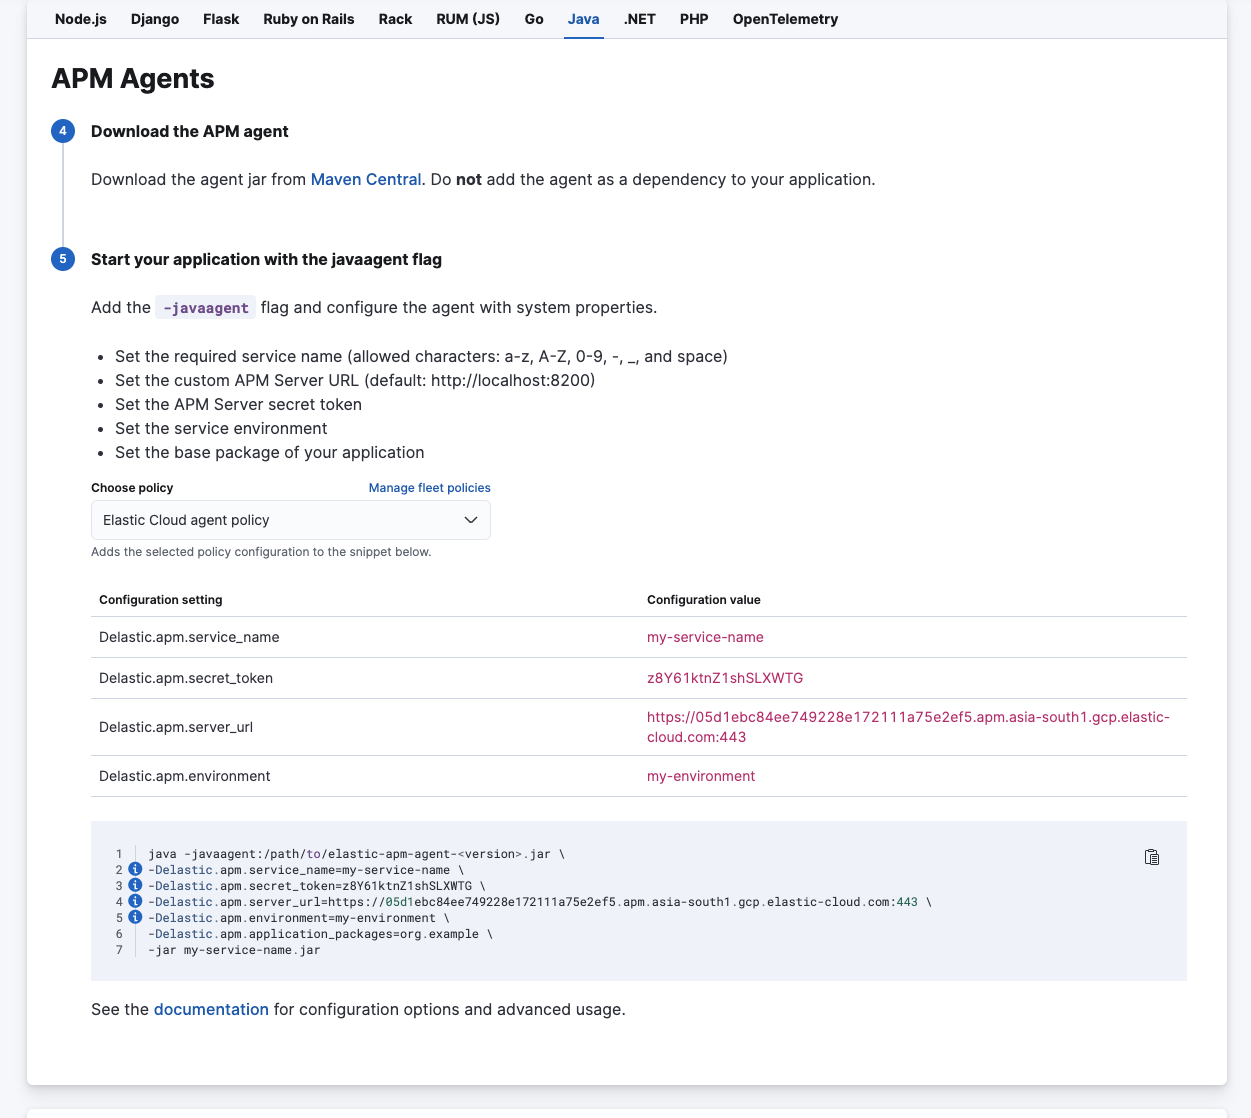 Node.js Django Flask Ruby on Rails Rack RUM (JS) Go Java .NET PHP OpenTelemetry
APM Agents
4 Download the APM agent
Download the agent jar from Maven Central. Do not add the agent as a dependency to your application.
5 Start your application with the javaagent flag
Add the -javaagent flag and configure the agent with system properties.
• Set the required service name (allowed characters: a-z, A-Z, 0-9, -, _, and space)
• Set the custom APM Server URL (default: http://localhost:8200)
• Set the APM Server secret token
• Set the service environment
• Set the base package of your application
Choose policy Manage fleet policies
Elastic Cloud agent policy
Adds the selected policy configuration to the snippet below.
Configuration setting Configuration value
Delastic.apm.service_name my-service-name
Delastic.apm.secret_token z8Y61ktnZ1shSLXWTG
Delastic.apm.server_url https://05d1ebc84ee749228e172111a75e2ef5.apm.asia-south1.gcp.elastic-
cloud.com:443
Delastic.apm.environment my-environment
1 java -javaagent:/path/to/elastic-apm-agent-<version>.jar \
2 i -Delastic.apm.service_name=my-service-name \
3 i -Delastic.apm.secret_token=z8Y61ktnZ1shSLXWTG \
4 i -Delastic.apm.server_url=https://05d1ebc84ee749228e172111a75e2ef5.apm.asia-south1.gcp.elastic-cloud.com:443 \
5 i -Delastic.apm.environment=my-environment \
6 -Delastic.apm.application_packages=org.example \
7 -jar my-service-name.jar
See the documentation for configuration options and advanced usage.